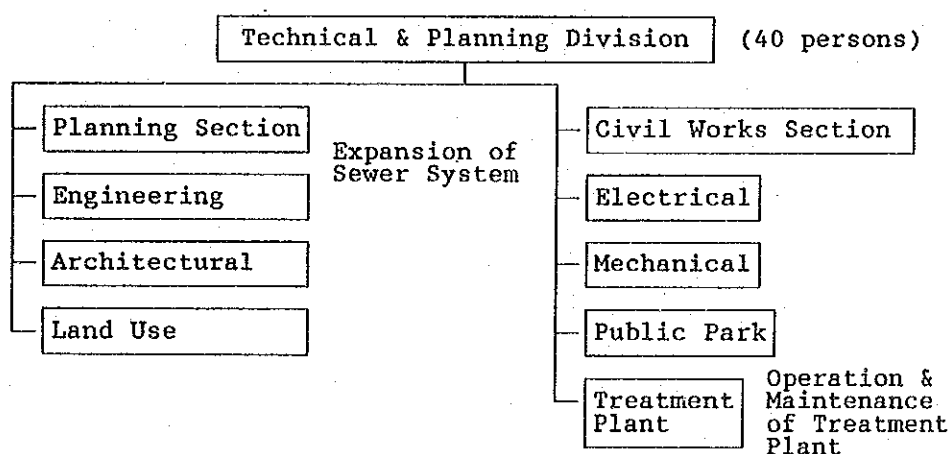 Technical & Planning Division (40 persons)
Planning Section
Expansion of
Sewer System
Engineering
Architectural
Land Use
Civil Works Section
Electrical
Mechanical
Public Park
Treatment
Plant
Operation &
Maintenance
of Treatment
Plant